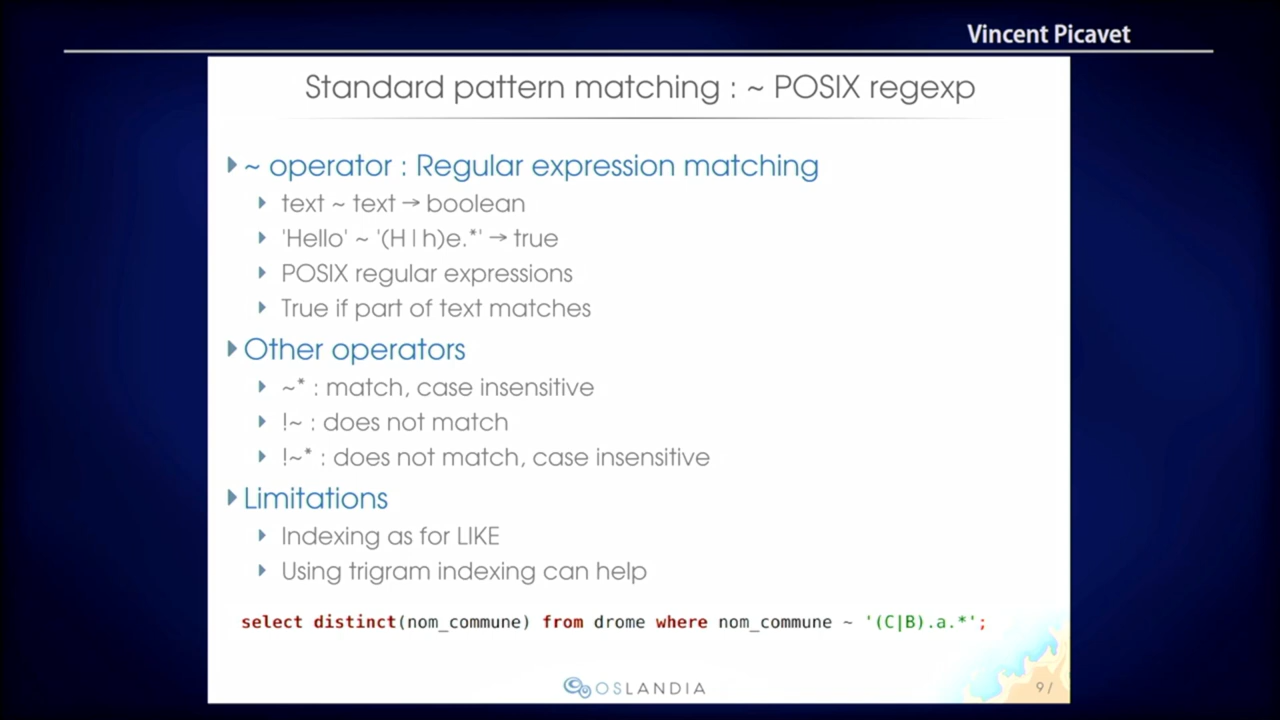 Vincent Picavet
Standard pattern matching : ~ POSIX regexp
~ operator : Regular expression matching
text ~ text → boolean
'Hello' ~ '(H|h)e.*' → true
POSIX regular expressions
True if part of text matches
Other operators
~* : match, case insensitive
!~ : does not match
!~* : does not match, case insensitive
Limitations
Indexing as for LIKE
Using trigram indexing can help
select distinct(nom_commune) from drome where nom_commune ~ '(C|B).a.*';
OSLANDIA
9/